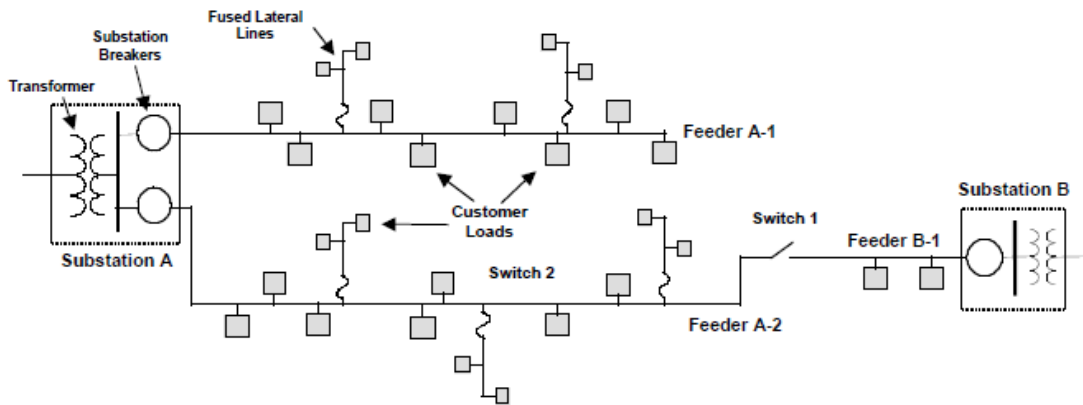 Fused Lateral
Lines
Substation
Breakers
Transformer
Feeder A-1
Customer
Loads
Substation A
Substation B
Switch 1
Feeder B-1
Switch 2
Feeder A-2